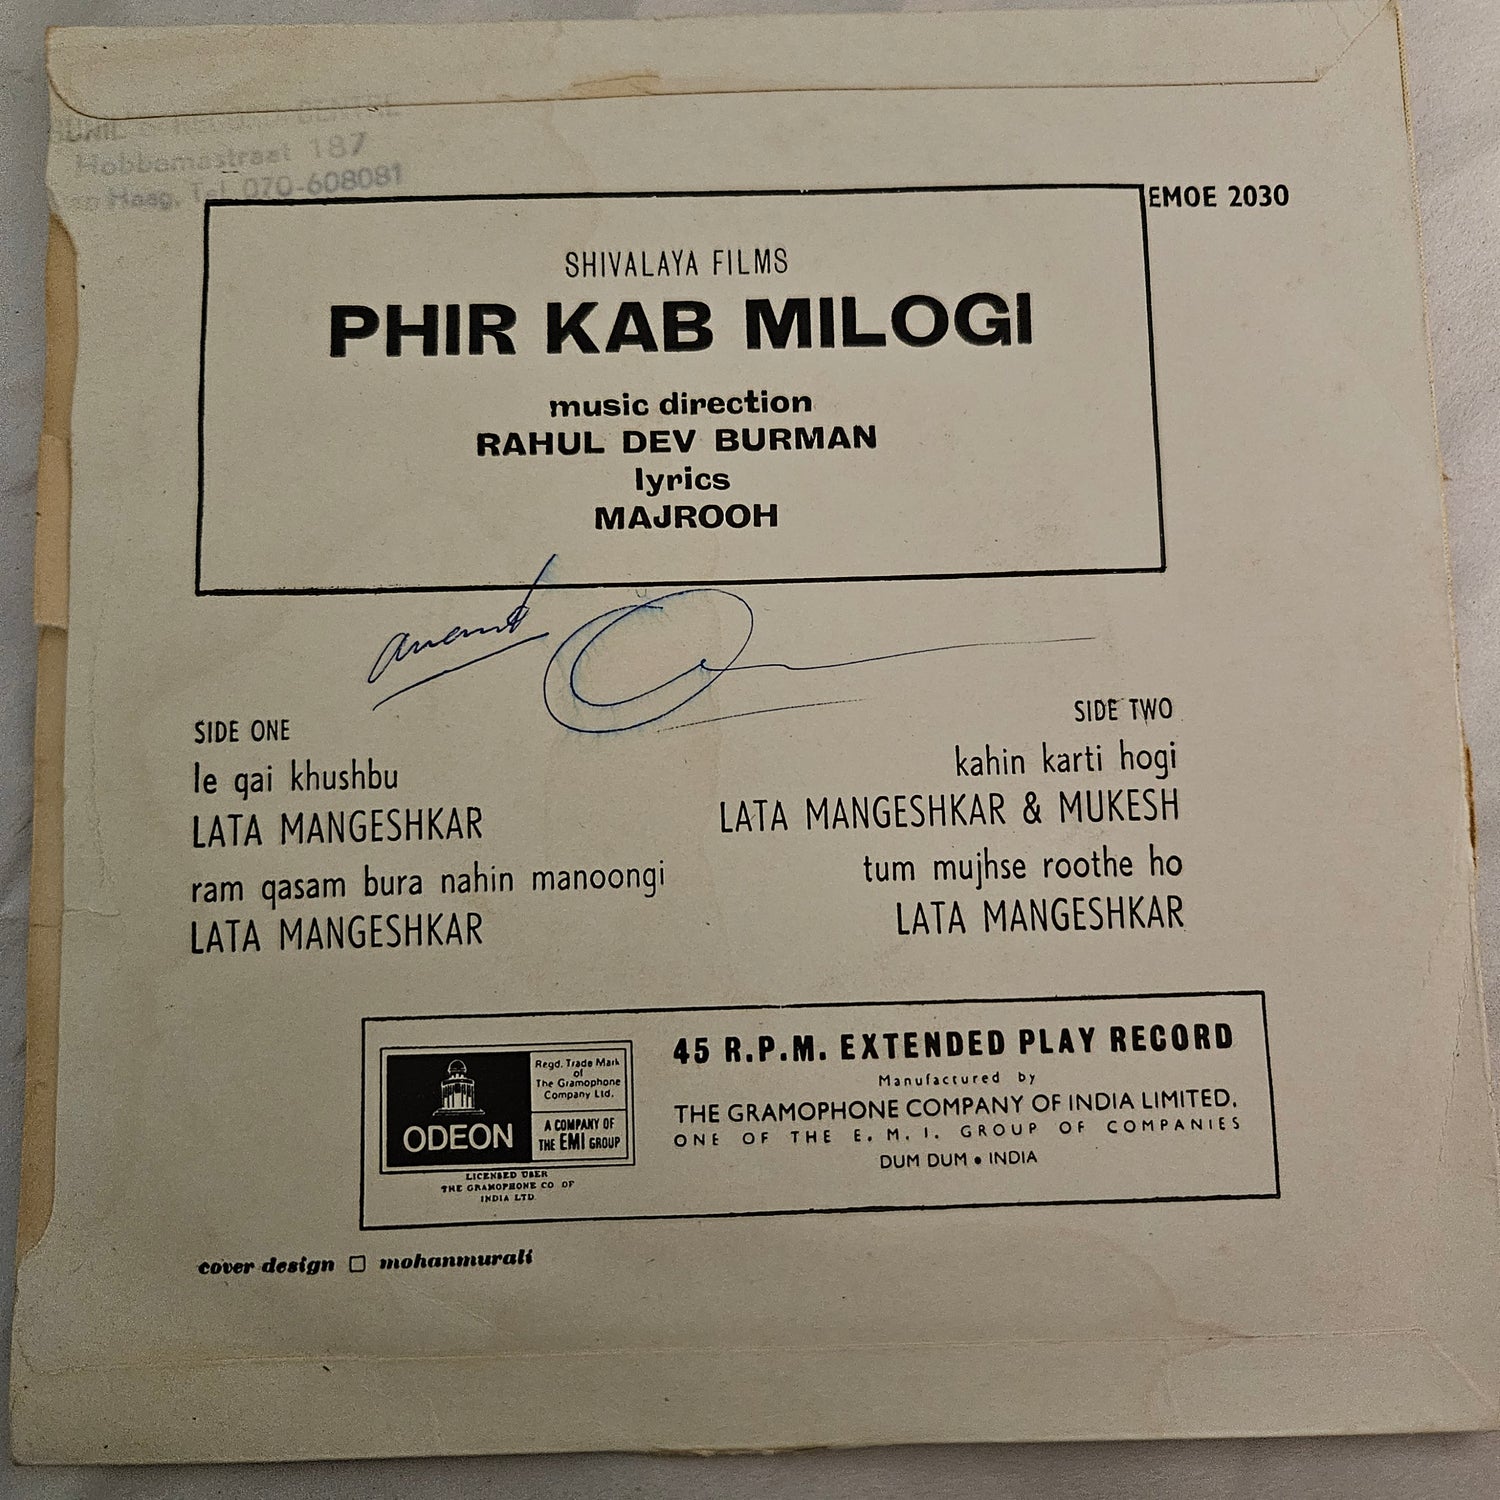 RECORD CENTRE
Hobbemastraat 187
Haag. Tel. 070-608081
EMOE 2030
SHIVALAYA FILMS
PHIR KAB MILOGI
music direction
RAHUL DEV BURMAN
lyrics
MAJROOH
anand
SIDE ONE
le gai khushbu
LATA MANGESHKAR
ram qasam bura nahin manoongi
LATA MANGESHKAR
SIDE TWO
kahin karti hogi
LATA MANGESHKAR & MUKESH
tum mujhse roothe ho
LATA MANGESHKAR
ODEON
Regd. Trade Mark
of
The Gramophone
Company Ltd.
A COMPANY OF
THE EMI GROUP
LICENSED USER
THE GRAMOPHONE CO OF
INDIA LTD
45 R.P.M. EXTENDED PLAY RECORD
Manufactured by
THE GRAMOPHONE COMPANY OF INDIA LIMITED.
ONE OF THE E. M. I. GROUP OF COMPANIES
DUM DUM • INDIA
cover design □ mohanmurali